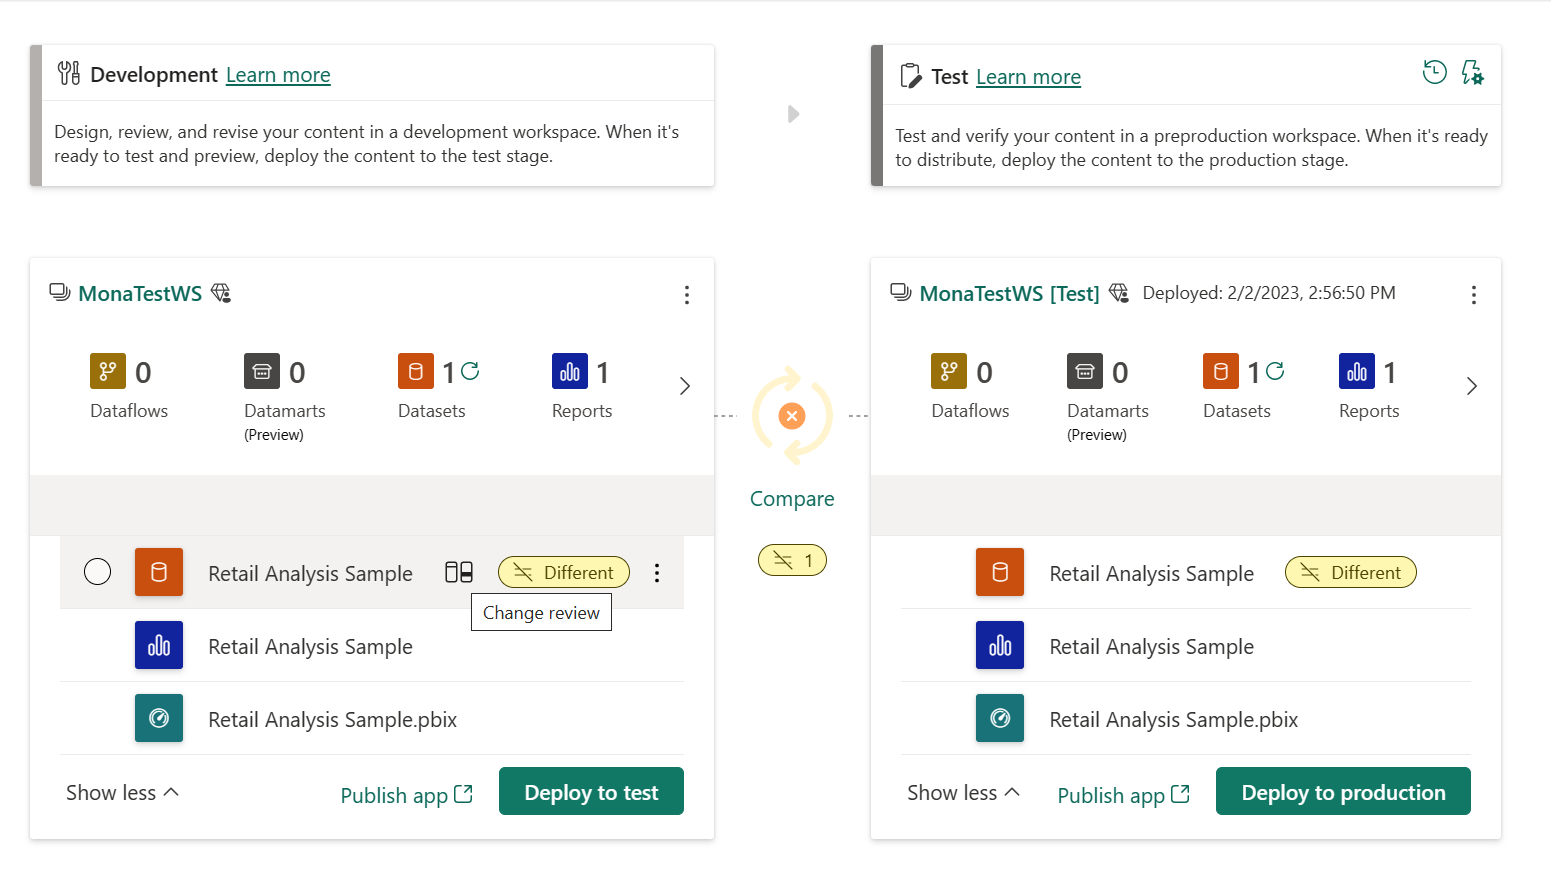 Development Learn more
Design, review, and revise your content in a development workspace. When it's
ready to test and preview, deploy the content to the test stage.
Test Learn more
Test and verify your content in a preproduction workspace. When it's ready
to distribute, deploy the content to the production stage.
MonaTestWS
0
Dataflows
0
Datamarts
(Preview)
1
Datasets
1
Reports
Retail Analysis Sample
Different
Change review
Retail Analysis Sample
Retail Analysis Sample.pbix
Show less
Publish app
Deploy to test
Compare
1
MonaTestWS [Test] Deployed: 2/2/2023, 2:56:50 PM
0
Dataflows
0
Datamarts
(Preview)
1
Datasets
1
Reports
Retail Analysis Sample
Different
Retail Analysis Sample
Retail Analysis Sample.pbix
Show less
Publish app
Deploy to production